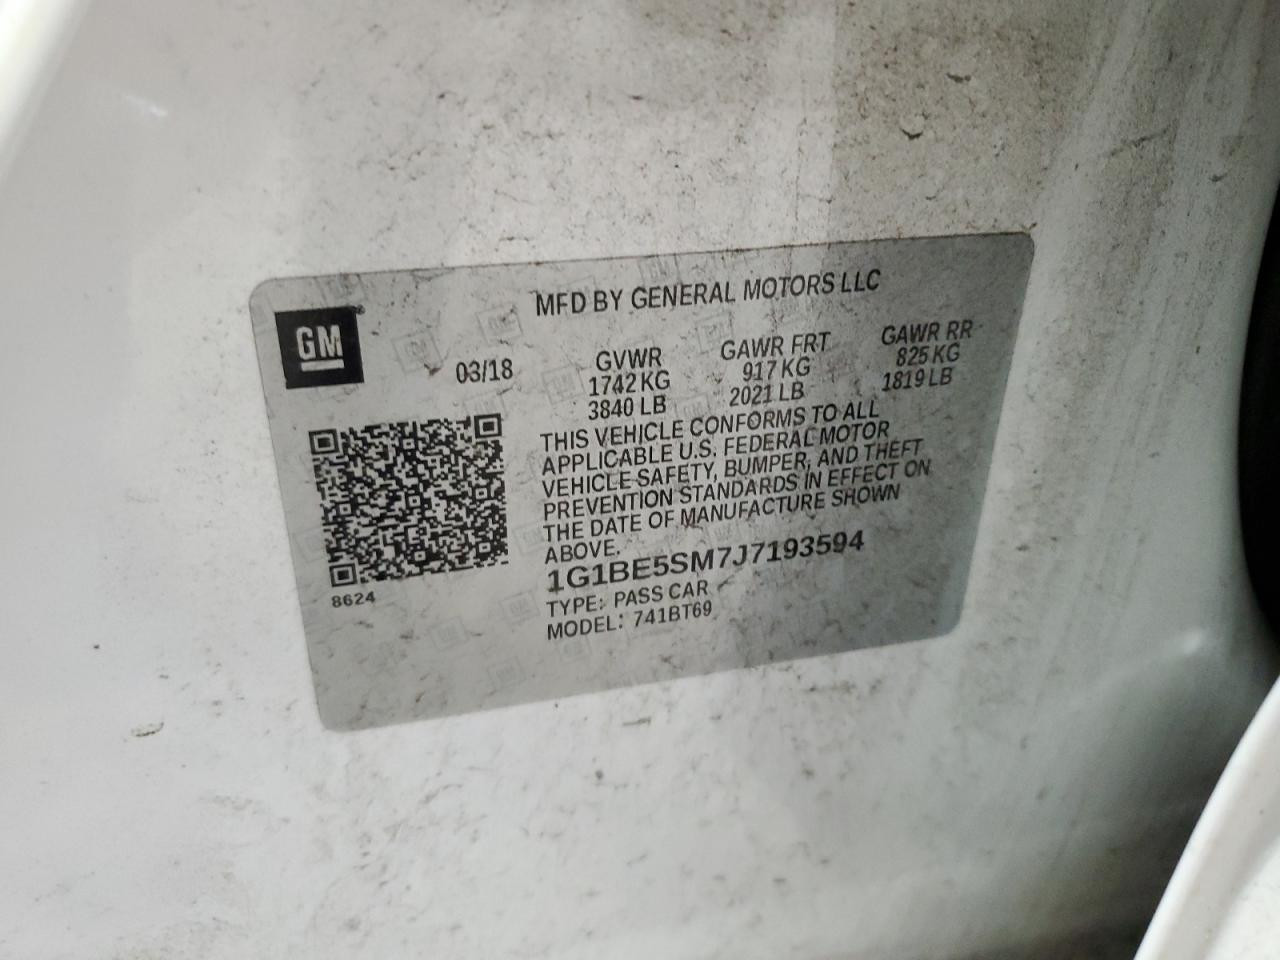 MFD BY GENERAL MOTORS LLC
GM
03/18
GVWR GAWR FRT GAWR RR
1742 KG 917 KG 825 KG
3840 LB 2021 LB 1819 LB
THIS VEHICLE CONFORMS TO ALL
APPLICABLE U.S. FEDERAL MOTOR
VEHICLE SAFETY, BUMPER, AND THEFT
PREVENTION STANDARDS IN EFFECT ON
THE DATE OF MANUFACTURE SHOWN
ABOVE.
1G1BE5SM7J7193594
TYPE: PASS CAR
MODEL: 741BT69
8624